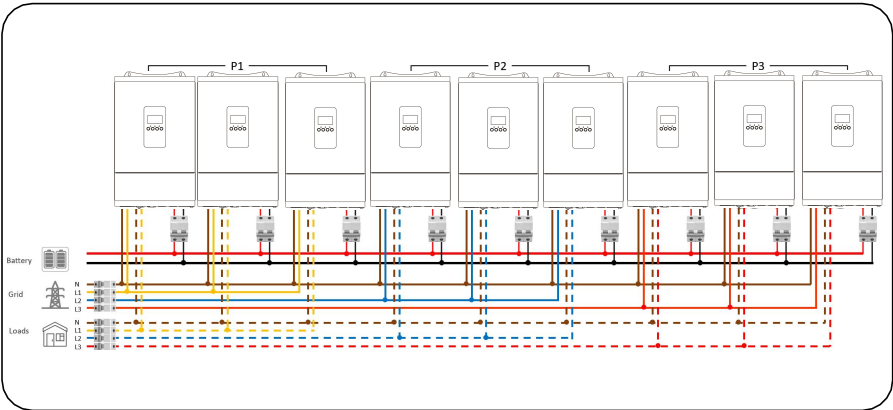 P1 P2 P3
Battery
Grid
N
L1
L2
L3
Loads
N
L1
L2
L3